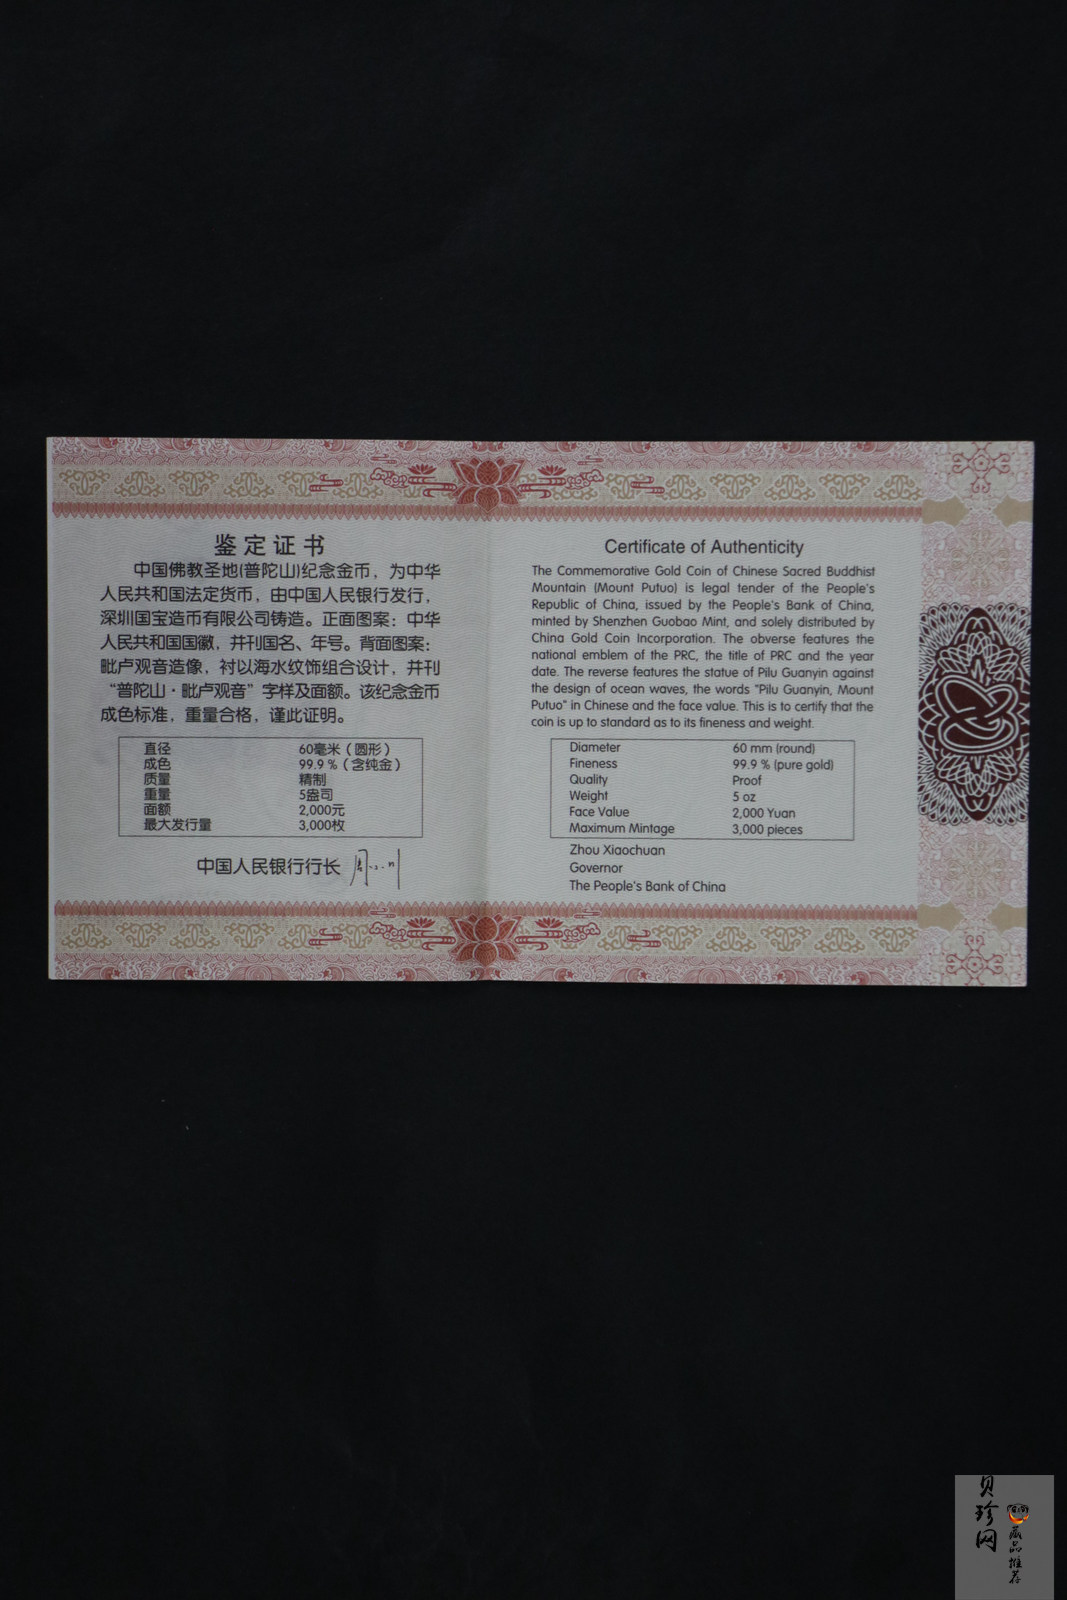 鉴定证书
中国佛教圣地(普陀山)纪念金币，为中华
人民共和国法定货币，由中国人民银行发行，
深圳国宝造币有限公司铸造。正面图案：中华
人民共和国国徽，并刊国名、年号。背面图案：
毗卢观音造像，衬以海水纹饰组合设计，并刊
“普陀山·毗卢观音”字样及面额。该纪念金币
成色标准，重量合格，谨此证明。
直径 60毫米（圆形）
成色 99.9％（含纯金）
质量 精制
重量 5盎司
面额 2,000元
最大发行量 3,000枚
中国人民银行行长
Certificate of Authenticity
The Commemorative Gold Coin of Chinese Sacred Buddhist
Mountain (Mount Putuo) is legal tender of the People's
Republic of China, issued by the People's Bank of China,
minted by Shenzhen Guobao Mint, and solely distributed by
China Gold Coin Incorporation. The obverse features the
national emblem of the PRC, the title of PRC and the year
date. The reverse features the statue of Pilu Guanyin against
the design of ocean waves, the words "Pilu Guanyin, Mount
Putuo" in Chinese and the face value. This is to certify that the
coin is up to standard as to its fineness and weight.
Diameter 60 mm (round)
Fineness 99.9 % (pure gold)
Quality Proof
Weight 5 oz
Face Value 2,000 Yuan
Maximum Mintage 3,000 pieces
Zhou Xiaochuan
Governor
The People's Bank of China
贝珍网
藏品推荐